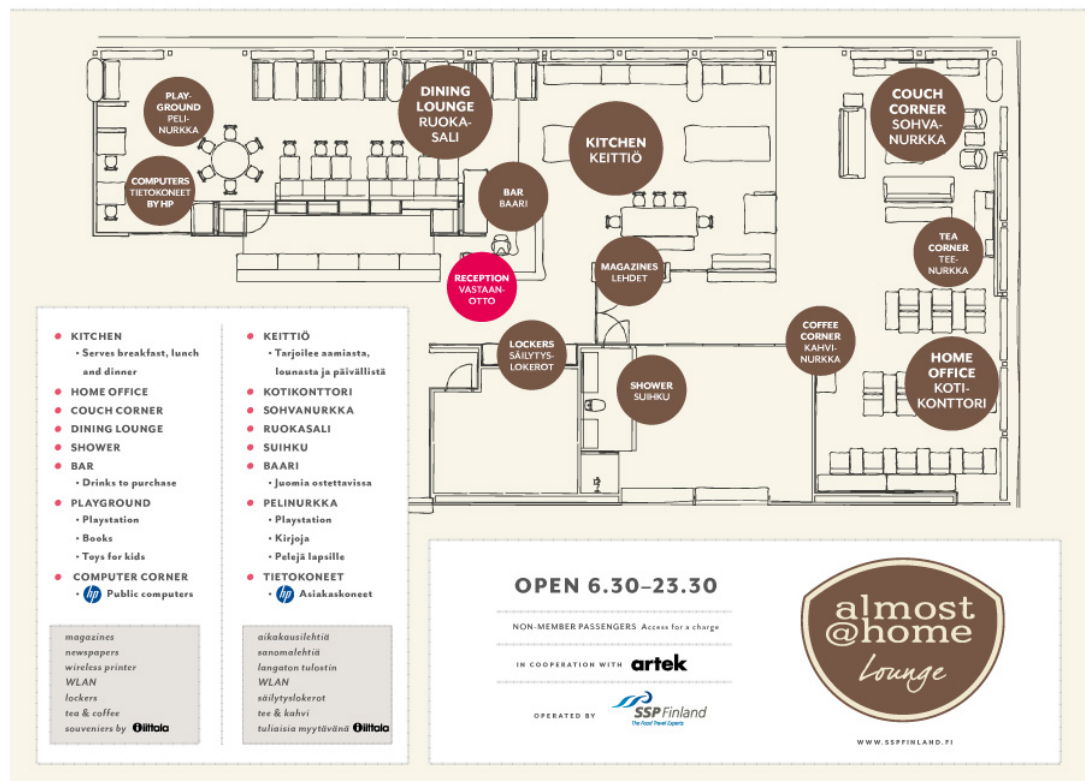 PLAY-
GROUND
PELI-
NURKKA
COMPUTERS
TIETOKONEET
BY HP
DINING
LOUNGE
RUOKA-
SALI
BAR
BAARI
RECEPTION
VASTAAN-
OTTO
KITCHEN
KEITTIÖ
MAGAZINES
LEHDET
LOCKERS
SÄILYTYS-
LOKEROT
SHOWER
SUIHKU
COUCH
CORNER
SOHVA-
NURKKA
TEA
CORNER
TEE-
NURKKA
COFFEE
CORNER
KAHVI-
NURKKA
HOME
OFFICE
KOTI-
KONTTORI
• KITCHEN
• Serves breakfast, lunch
and dinner
• HOME OFFICE
• COUCH CORNER
• DINING LOUNGE
• SHOWER
• BAR
• Drinks to purchase
• PLAYGROUND
• Playstation
• Books
• Toys for kids
• COMPUTER CORNER
• hp Public computers
magazines
newspapers
wireless printer
WLAN
lockers
tea & coffee
souveniers by iittala
• KEITTIÖ
• Tarjoilee aamiasta,
lounasta ja päivällistä
• KOTIKONTTORI
• SOHVANURKKA
• RUOKASALI
• SUIHKU
• BAARI
• Juomia ostettavissa
• PELINURKKA
• Playstation
• Kirjoja
• Pelejä lapsille
• TIETOKONEET
• hp Asiakaskoneet
aikakausilehtiä
sanomalehtiä
langaton tulostin
WLAN
säilytyslokerot
tee & kahvi
tuliaisia myytävänä iittala
OPEN 6.30–23.30
NON-MEMBER PASSENGERS Access for a charge
IN COOPERATION WITH artek
OPERATED BY SSP Finland
The Food Travel Experts
almost
@home
Lounge
WWW.SSPFINLAND.FI